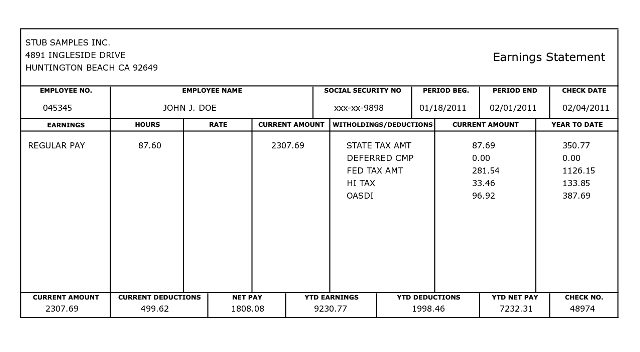 STUB SAMPLES INC.
4891 INGLESIDE DRIVE
HUNTINGTON BEACH CA 92649
Earnings Statement
EMPLOYEE NO. EMPLOYEE NAME SOCIAL SECURITY NO PERIOD BEG. PERIOD END CHECK DATE
045345 JOHN J. DOE xxx-xx-9898 01/18/2011 02/01/2011 02/04/2011
EARNINGS HOURS RATE CURRENT AMOUNT WITHOLDINGS/DEDUCTIONS CURRENT AMOUNT YEAR TO DATE
REGULAR PAY 87.60 2307.69 STATE TAX AMT 87.69 350.77
DEFERRED CMP 0.00 0.00
FED TAX AMT 281.54 1126.15
HI TAX 33.46 133.85
OASDI 96.92 387.69
CURRENT AMOUNT CURRENT DEDUCTIONS NET PAY YTD EARNINGS YTD DEDUCTIONS YTD NET PAY CHECK NO.
2307.69 499.62 1808.08 9230.77 1998.46 7232.31 48974